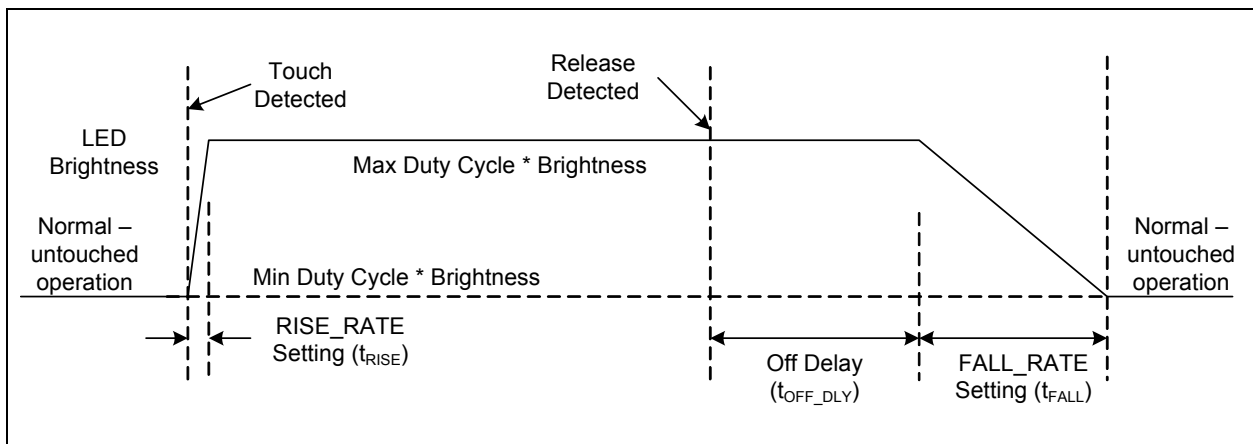 Touch
Detected
Release
Detected
LED
Brightness
Max Duty Cycle * Brightness
Normal –
untouched
operation
Min Duty Cycle * Brightness
Normal –
untouched
operation
RISE_RATE
Setting (tRISE)
Off Delay
(tOFF_DLY)
FALL_RATE
Setting (tFALL)